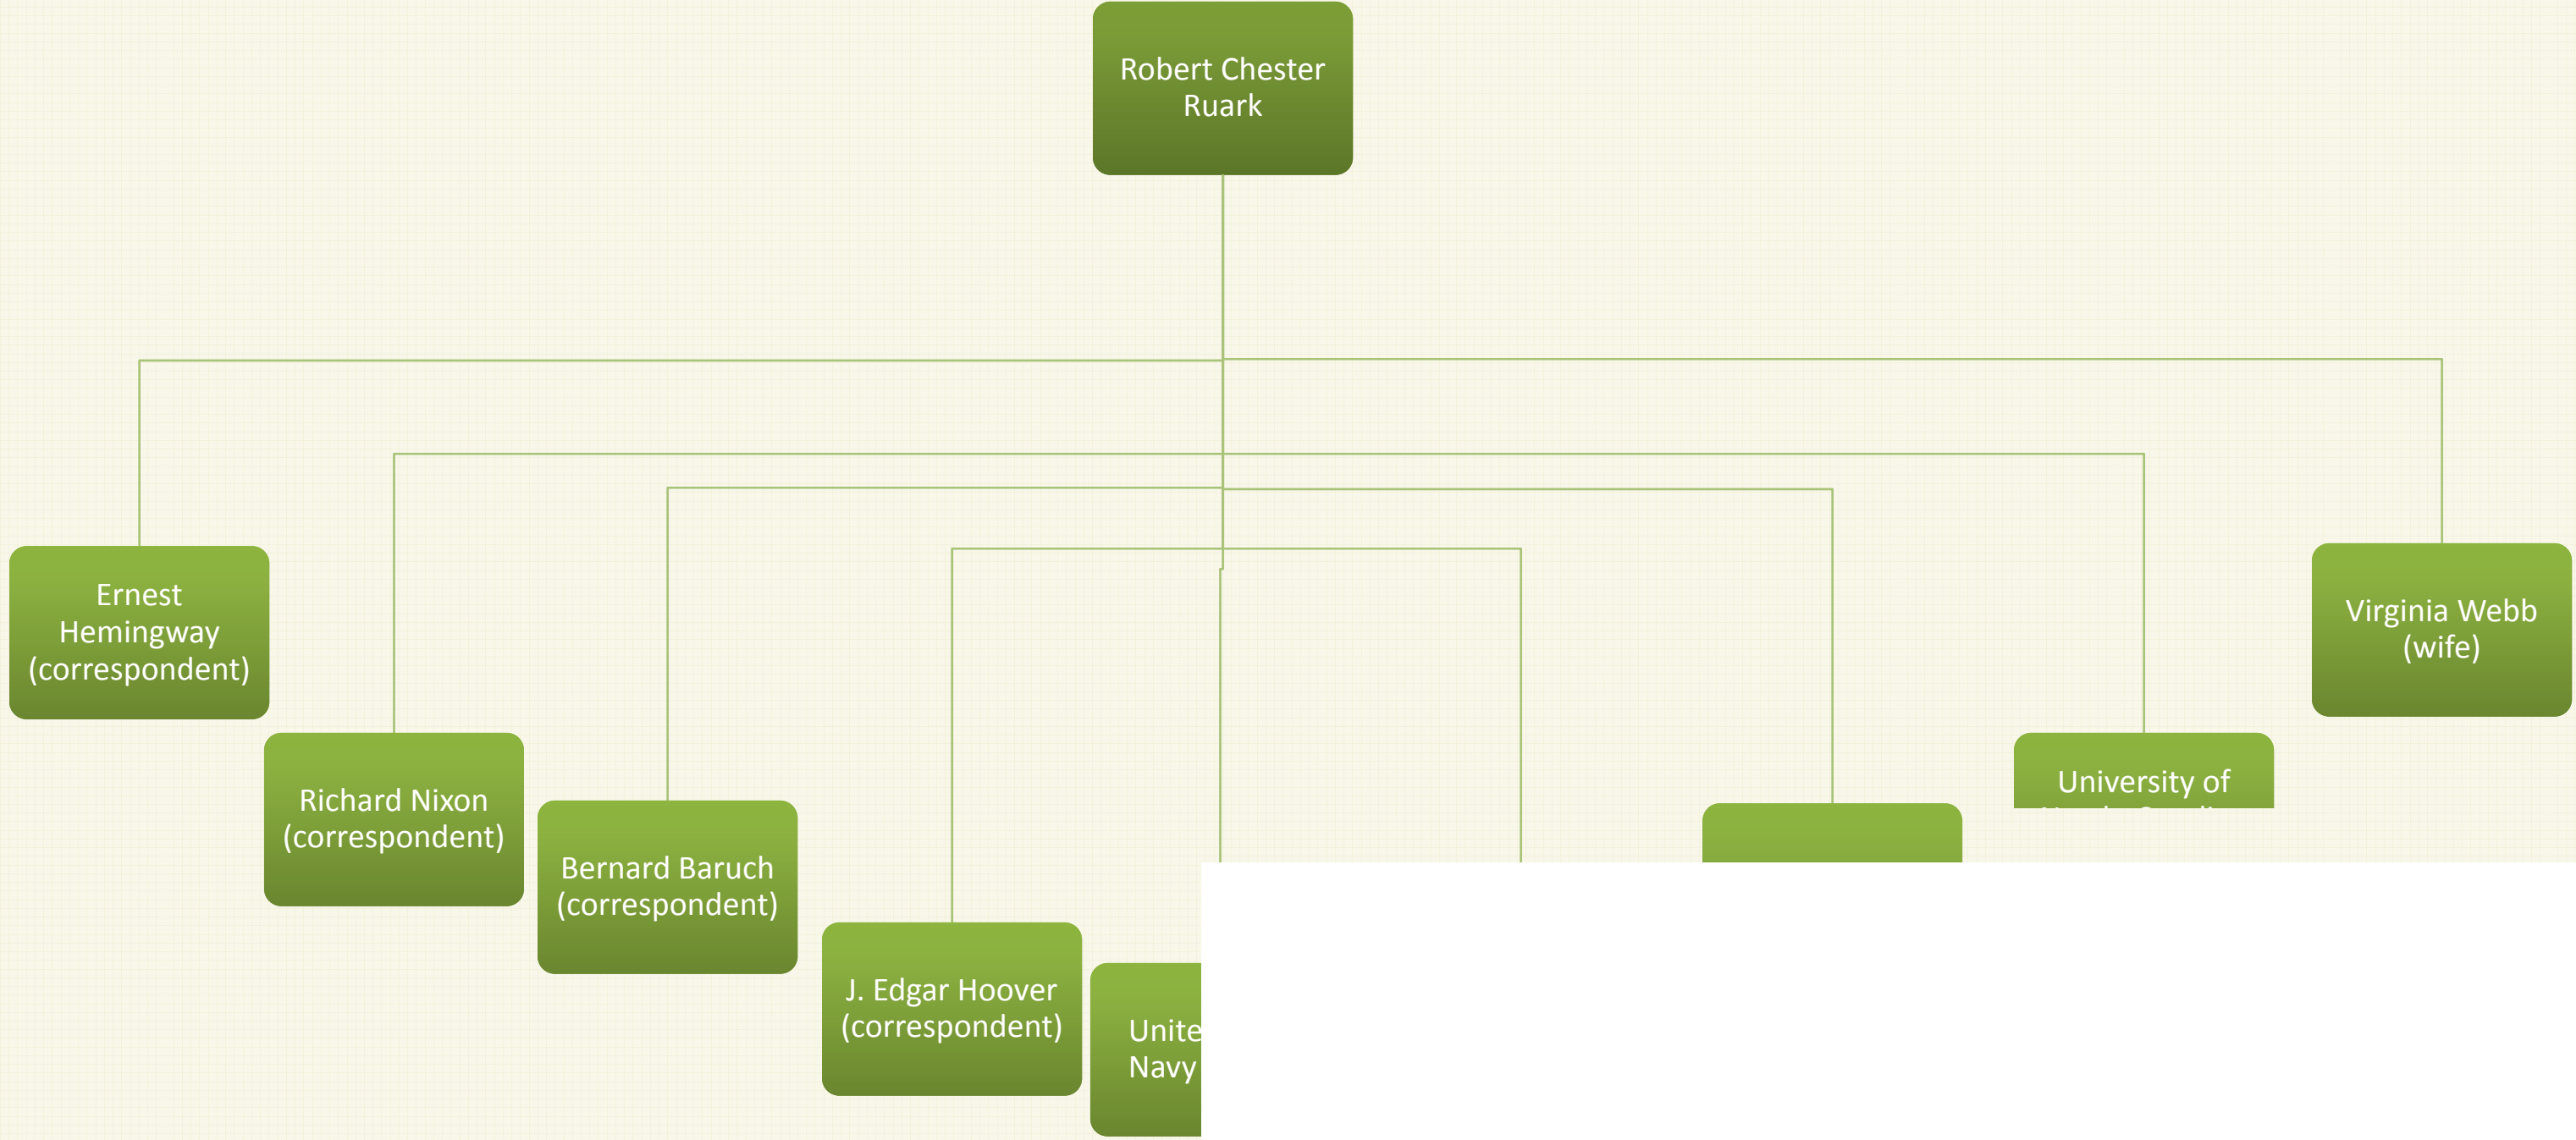 Robert Chester
Ruark
Ernest
Hemingway
(correspondent)
Virginia Webb
(wife)
Richard Nixon
(correspondent)
University of
Bernard Baruch
(correspondent)
J. Edgar Hoover
(correspondent)
Navy